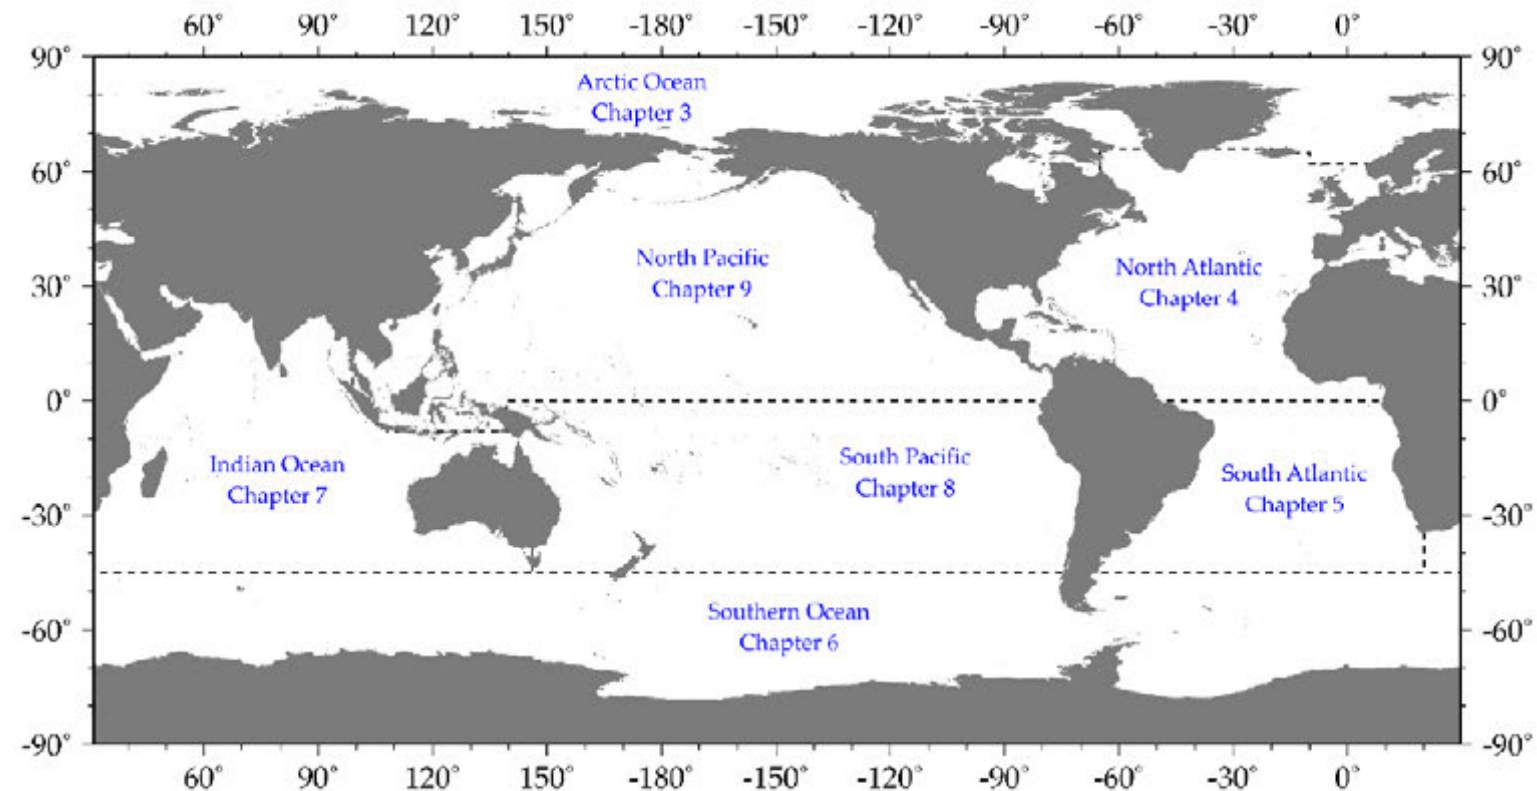 60° 90° 120° 150° -180° -150° -120° -90° -60° -30° 0°
90° 90°
Arctic Ocean
Chapter 3
60° 60°
North Pacific
Chapter 9
North Atlantic
Chapter 4
30° 30°
0° 0°
South Pacific
Chapter 8
Indian Ocean
Chapter 7
South Atlantic
Chapter 5
-30° -30°
Southern Ocean
Chapter 6
-60° -60°
-90° -90°
60° 90° 120° 150° -180° -150° -120° -90° -60° -30° 0°